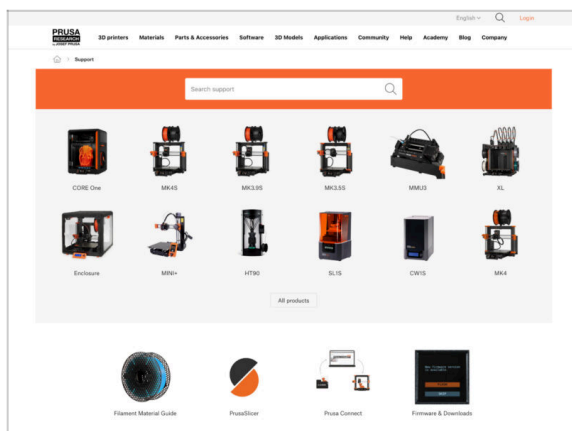 English
Login
PRUSA
RESEARCH
by JOSEF PRUSA
3D printers Materials Parts & Accessories Software 3D Models Applications Community Help Academy Blog Company
> Support
Search support
CORE One MK4S MK3.9S MK3.5S MMU3 XL
Enclosure MINI+ HT90 SL1S CW1S MK4
All products
Filament Material Guide PrusaSlicer Prusa Connect Firmware & Downloads